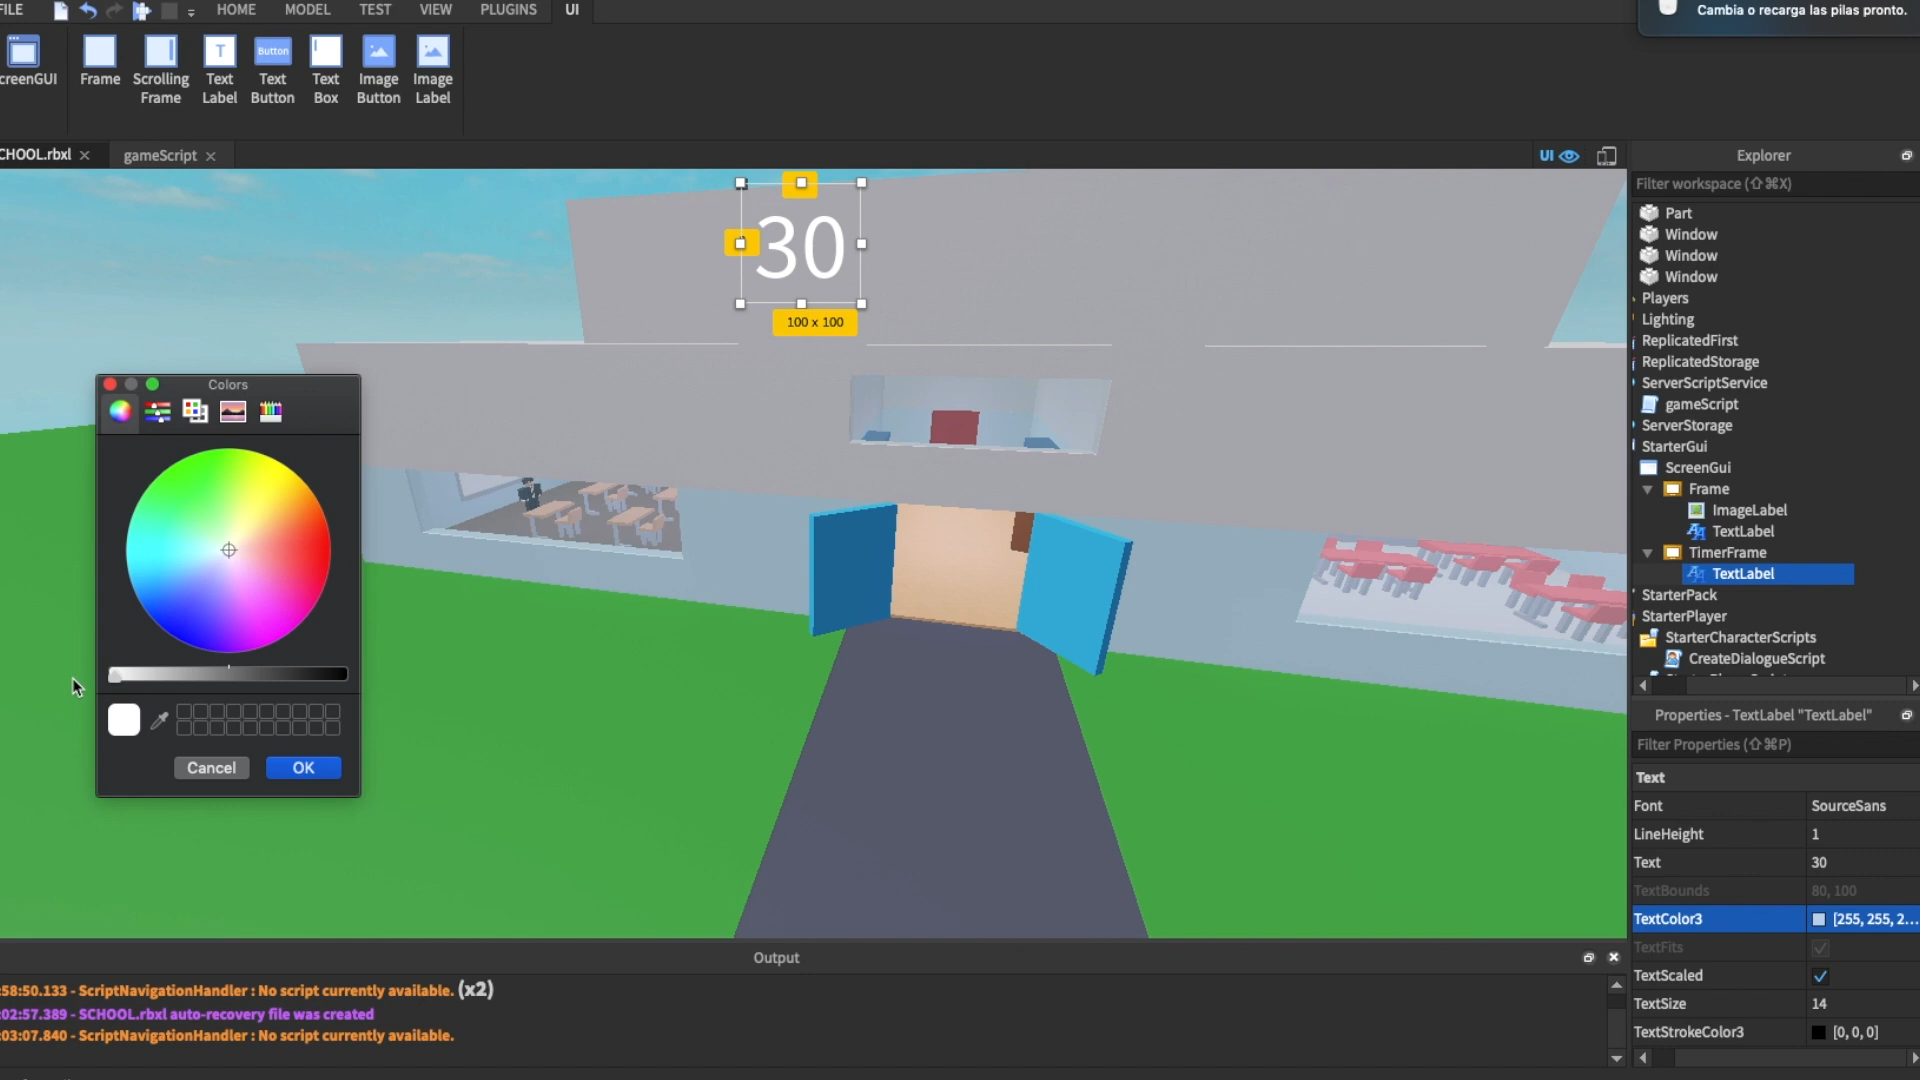 FILE HOME MODEL TEST VIEW PLUGINS UI
Cambia o recarga las pilas pronto.
creenGUI
Frame
Scrolling
Frame
Text
Label
Button
Text
Button
Text
Box
Image
Button
Image
Label
CHOOL.rbxl
gameScript
UI
Explorer
Filter workspace (⇧⌘X)
30
100 x 100
Part
Window
Window
Window
Players
Lighting
ReplicatedFirst
ReplicatedStorage
ServerScriptService
gameScript
ServerStorage
StarterGui
ScreenGui
Frame
ImageLabel
TextLabel
TimerFrame
TextLabel
StarterPack
StarterPlayer
StarterCharacterScripts
CreateDialogueScript
Colors
Cancel OK
Properties - TextLabel "TextLabel"
Filter Properties (⇧⌘P)
Text
Font SourceSans
LineHeight 1
Text 30
TextBounds 80, 100
TextColor3 [255, 255, 2...
TextFits
TextScaled
TextSize 14
TextStrokeColor3 [0, 0, 0]
Output
:58:50.133 - ScriptNavigationHandler : No script currently available. (x2)
:02:57.389 - SCHOOL.rbxl auto-recovery file was created
:03:07.840 - ScriptNavigationHandler : No script currently available.